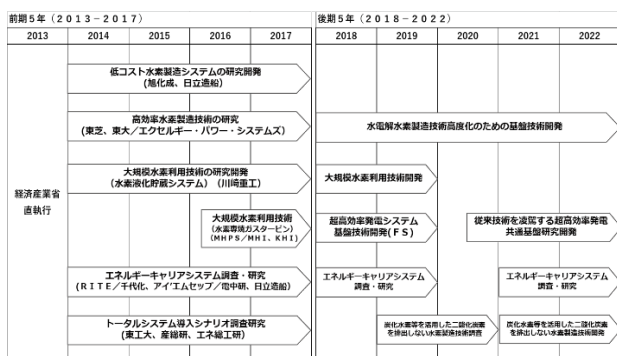 前期5年(2013-2017)
後期5年(2018-2022)
2013
2014
2015
2016
2017
2018
2019
2020
2021
2022
経済産業省
直執行
低コスト水素製造システムの研究開発
(旭化成、日立造船)
高効率水素製造技術の研究
(東芝、東大/エクセルギー・パワー・システムズ)
水電解水素製造技術高度化のための基盤技術開発
大規模水素利用技術の研究開発
(水素液化貯蔵システム)(川崎重工)
大規模水素利用技術開発
大規模水素利用技術
(水素専焼ガスタービン)
(MHPS/MHI、KHI)
超高効率発電システム
基盤技術開発(FS)
従来技術を凌駕する超高効率発電
共通基盤研究開発
エネルギーキャリアシステム調査・研究
(RITE/千代化、アイ'エムセップ/電中研、日立造船)
エネルギーキャリアシステム
調査・研究
エネルギーキャリアシステム
調査・研究
トータルシステム導入シナリオ調査研究
(東工大、産総研、エネ総工研)
炭化水素等を活用した二酸化炭素
を排出しない水素製造技術調査
炭化水素等を活用した二酸化炭素
を排出しない水素製造技術開発